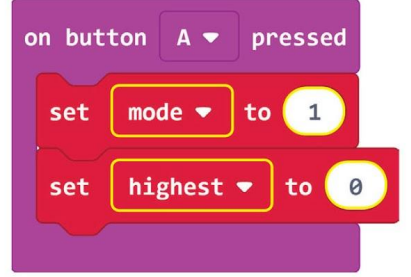 on button A pressed
set mode to 1
set highest to 0